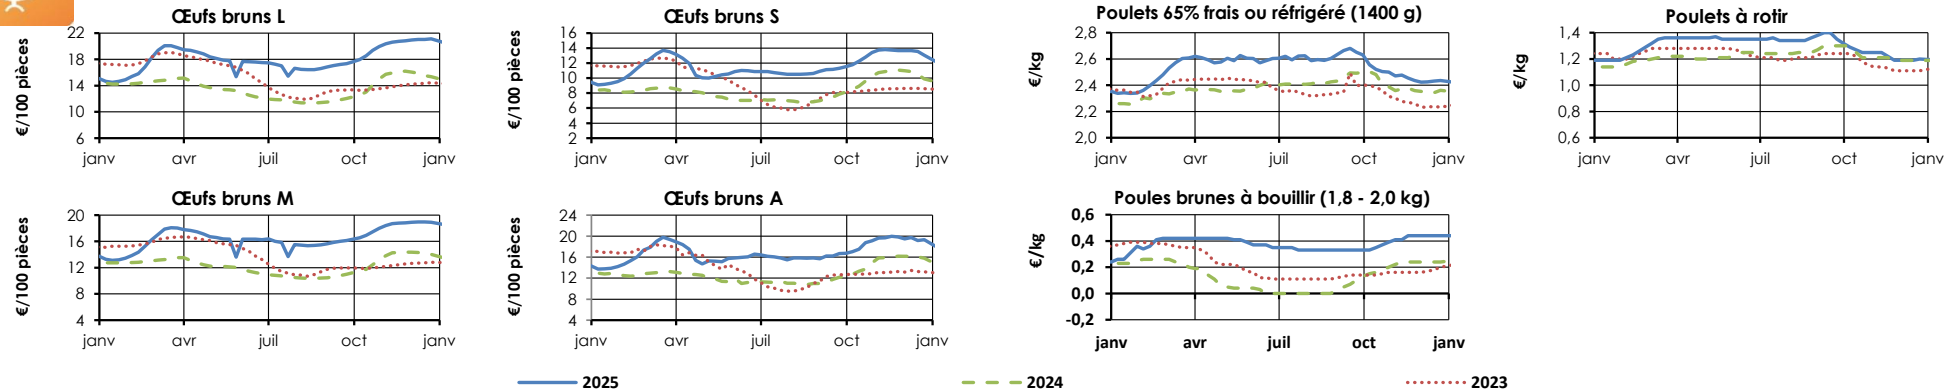 Œufs bruns L
€/100 pièces
22
18
14
10
6
janv avr juil oct janv
Œufs bruns S
€/100 pièces
16
14
12
10
8
6
4
2
janv avr juil oct janv
Poulets 65% frais ou réfrigéré (1400 g)
€/kg
2,8
2,6
2,4
2,2
2,0
janv avr juil oct janv
Poulets à rotir
€/kg
1,4
1,2
1,0
0,8
0,6
janv avr juil oct janv
Œufs bruns M
€/100 pièces
20
16
12
8
4
janv avr juil oct janv
Œufs bruns A
€/100 pièces
24
20
16
12
8
4
janv avr juil oct janv
Poules brunes à bouillir (1,8 - 2,0 kg)
€/kg
0,6
0,4
0,2
0,0
-0,2
janv avr juil oct janv
2025 2024 2023